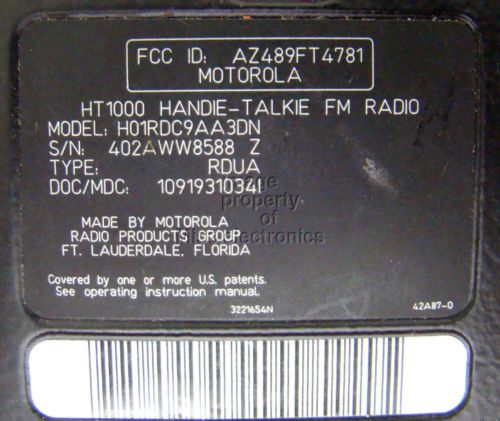 FCC ID: AZ489FT4781
MOTOROLA
HT1000 HANDIE-TALKIE FM RADIO
MODEL: H01RDC9AA3DN
S/N: 402AWW8588 Z
TYPE: RDUA
DOC/MDC: 1091931034I
property
of
MADE BY MOTOROLA
RADIO PRODUCTS GROUP
FT. LAUDERDALE, FLORIDA
Covered by one or more U.S. patents.
See operating instruction manual.
3221654N
42A87-0